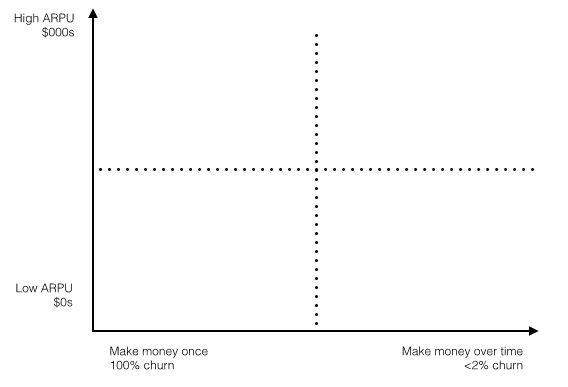 High ARPU
$000s
Low ARPU
$0s
Make money once
100% churn
Make money over time
<2% churn